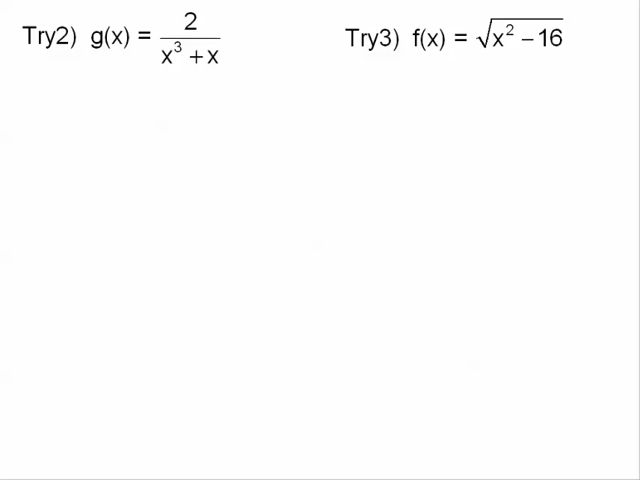 Try2) g(x) = 2 / (x³ + x)
Try3) f(x) = √(x² − 16)